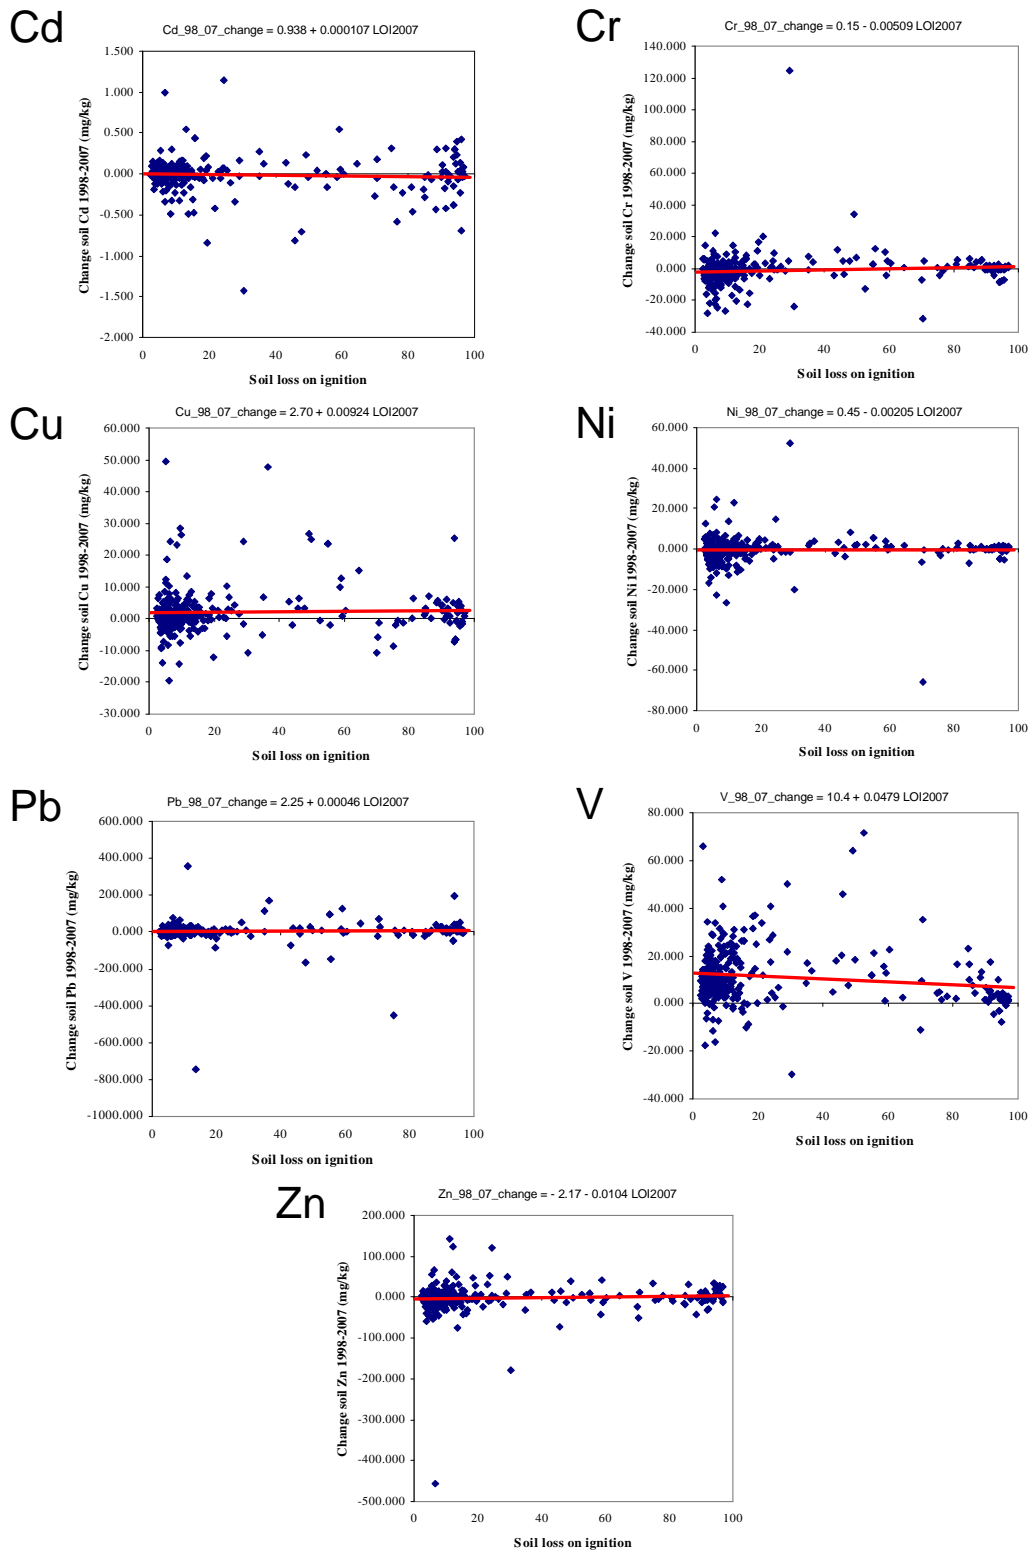 Cd
Cd_98_07_change = 0.938 + 0.000107 LOI2007
Change soil Cd 1998-2007 (mg/kg)
1.500
1.000
0.500
0.000
-0.500
-1.000
-1.500
-2.000
0 20 40 60 80 100
Soil loss on ignition
Cr
Cr_98_07_change = 0.15 - 0.00509 LOI2007
Change soil Cr 1998-2007 (mg/kg)
140.000
120.000
100.000
80.000
60.000
40.000
20.000
0.000
-20.000
-40.000
0 20 40 60 80 100
Soil loss on ignition
Cu
Cu_98_07_change = 2.70 + 0.00924 LOI2007
Change soil Cu 1998-2007 (mg/kg)
60.000
50.000
40.000
30.000
20.000
10.000
0.000
-10.000
-20.000
-30.000
0 20 40 60 80 100
Soil loss on ignition
Ni
Ni_98_07_change = 0.45 - 0.00205 LOI2007
Change soil Ni 1998-2007 (mg/kg)
60.000
40.000
20.000
0.000
-20.000
-40.000
-60.000
-80.000
0 20 40 60 80 100
Soil loss on ignition
Pb
Pb_98_07_change = 2.25 + 0.00046 LOI2007
Change soil Pb 1998-2007 (mg/kg)
600.000
400.000
200.000
0.000
-200.000
-400.000
-600.000
-800.000
-1000.000
0 20 40 60 80 100
Soil loss on ignition
V
V_98_07_change = 10.4 + 0.0479 LOI2007
Change soil V 1998-2007 (mg/kg)
80.000
60.000
40.000
20.000
0.000
-20.000
-40.000
0 20 40 60 80 100
Soil loss on ignition
Zn
Zn_98_07_change = - 2.17 - 0.0104 LOI2007
Change soil Zn 1998-2007 (mg/kg)
200.000
100.000
0.000
-100.000
-200.000
-300.000
-400.000
-500.000
0 20 40 60 80 100
Soil loss on ignition